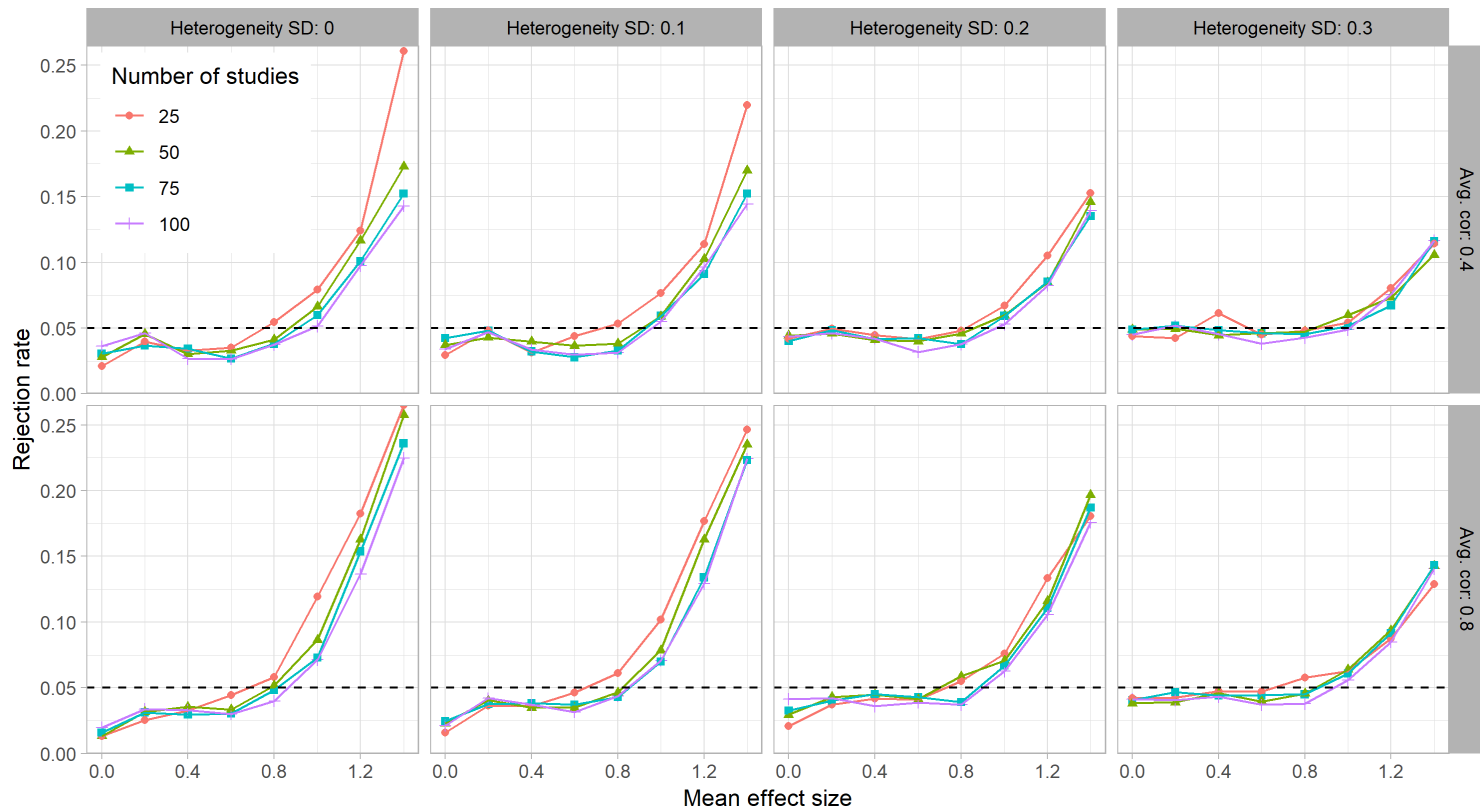 Heterogeneity SD: 0
Heterogeneity SD: 0.1
Heterogeneity SD: 0.2
Heterogeneity SD: 0.3
Number of studies
25
50
75
100
0.25
0.20
0.15
0.10
0.05
0.00
Avg. cor: 0.4
Rejection rate
0.25
0.20
0.15
0.10
0.05
0.00
Avg. cor: 0.8
0.0 0.4 0.8 1.2
0.0 0.4 0.8 1.2
0.0 0.4 0.8 1.2
0.0 0.4 0.8 1.2
Mean effect size